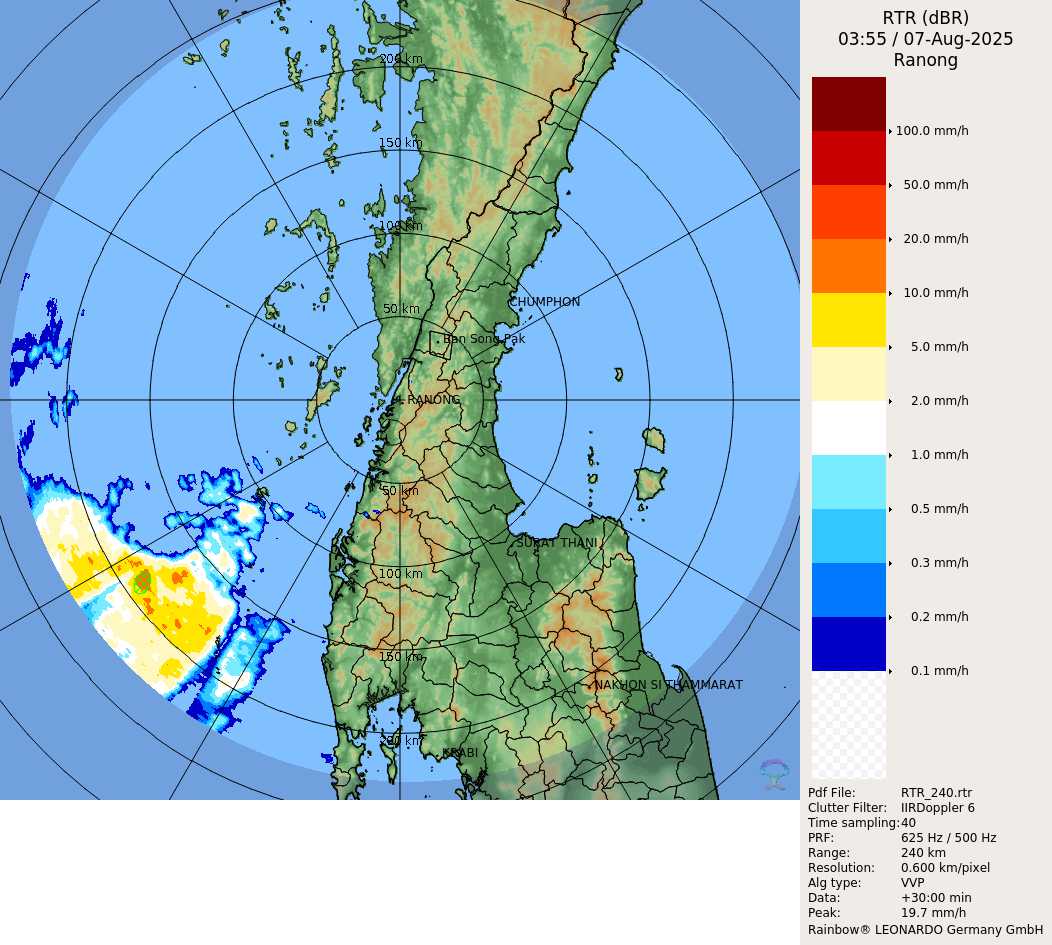 RTR (dBR)
03:55 / 07-Aug-2025
Ranong
100.0 mm/h
50.0 mm/h
20.0 mm/h
10.0 mm/h
5.0 mm/h
2.0 mm/h
1.0 mm/h
0.5 mm/h
0.3 mm/h
0.2 mm/h
0.1 mm/h
200 km
150 km
100 km
50 km
CHUMPHON
Ban Song Pak
RANONG
50 km
SURAT THANI
100 km
150 km
NAKHON SI THAMMARAT
200 km
KRABI
Pdf File: RTR_240.rtr
Clutter Filter: IIRDoppler 6
Time sampling: 40
PRF: 625 Hz / 500 Hz
Range: 240 km
Resolution: 0.600 km/pixel
Alg type: VVP
Data: +30:00 min
Peak: 19.7 mm/h
Rainbow® LEONARDO Germany GmbH